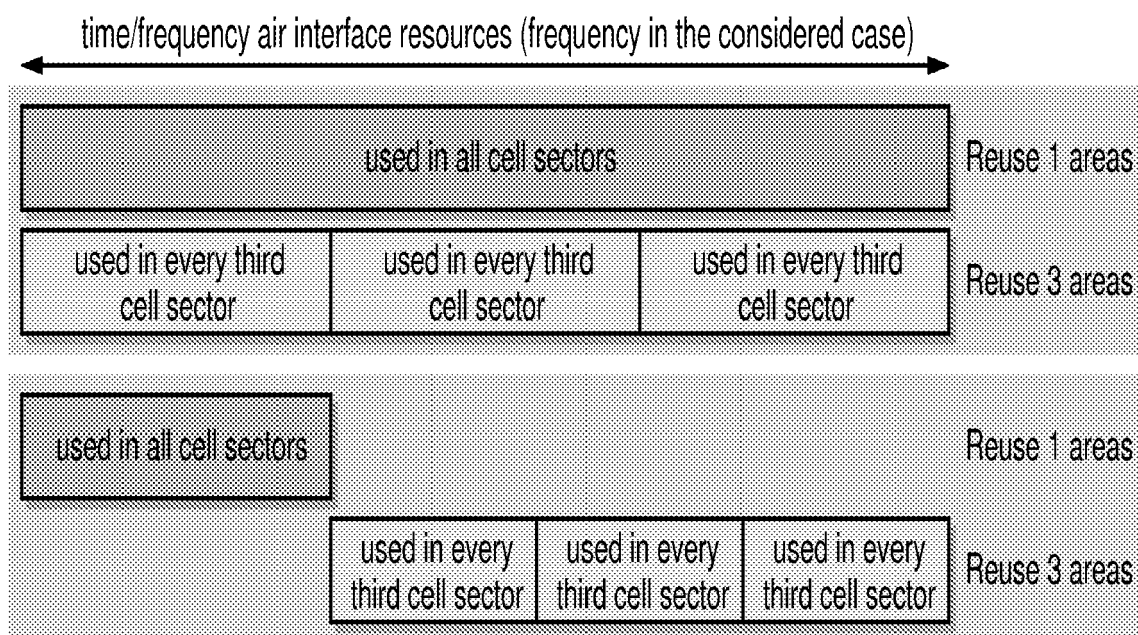 time/frequency air interface resources (frequency in the considered case)
used in all cell sectors
Reuse 1 areas
used in every third
cell sector
used in every third
cell sector
used in every third
cell sector
Reuse 3 areas
used in all cell sectors
Reuse 1 areas
used in every
third cell sector
used in every
third cell sector
used in every
third cell sector
Reuse 3 areas